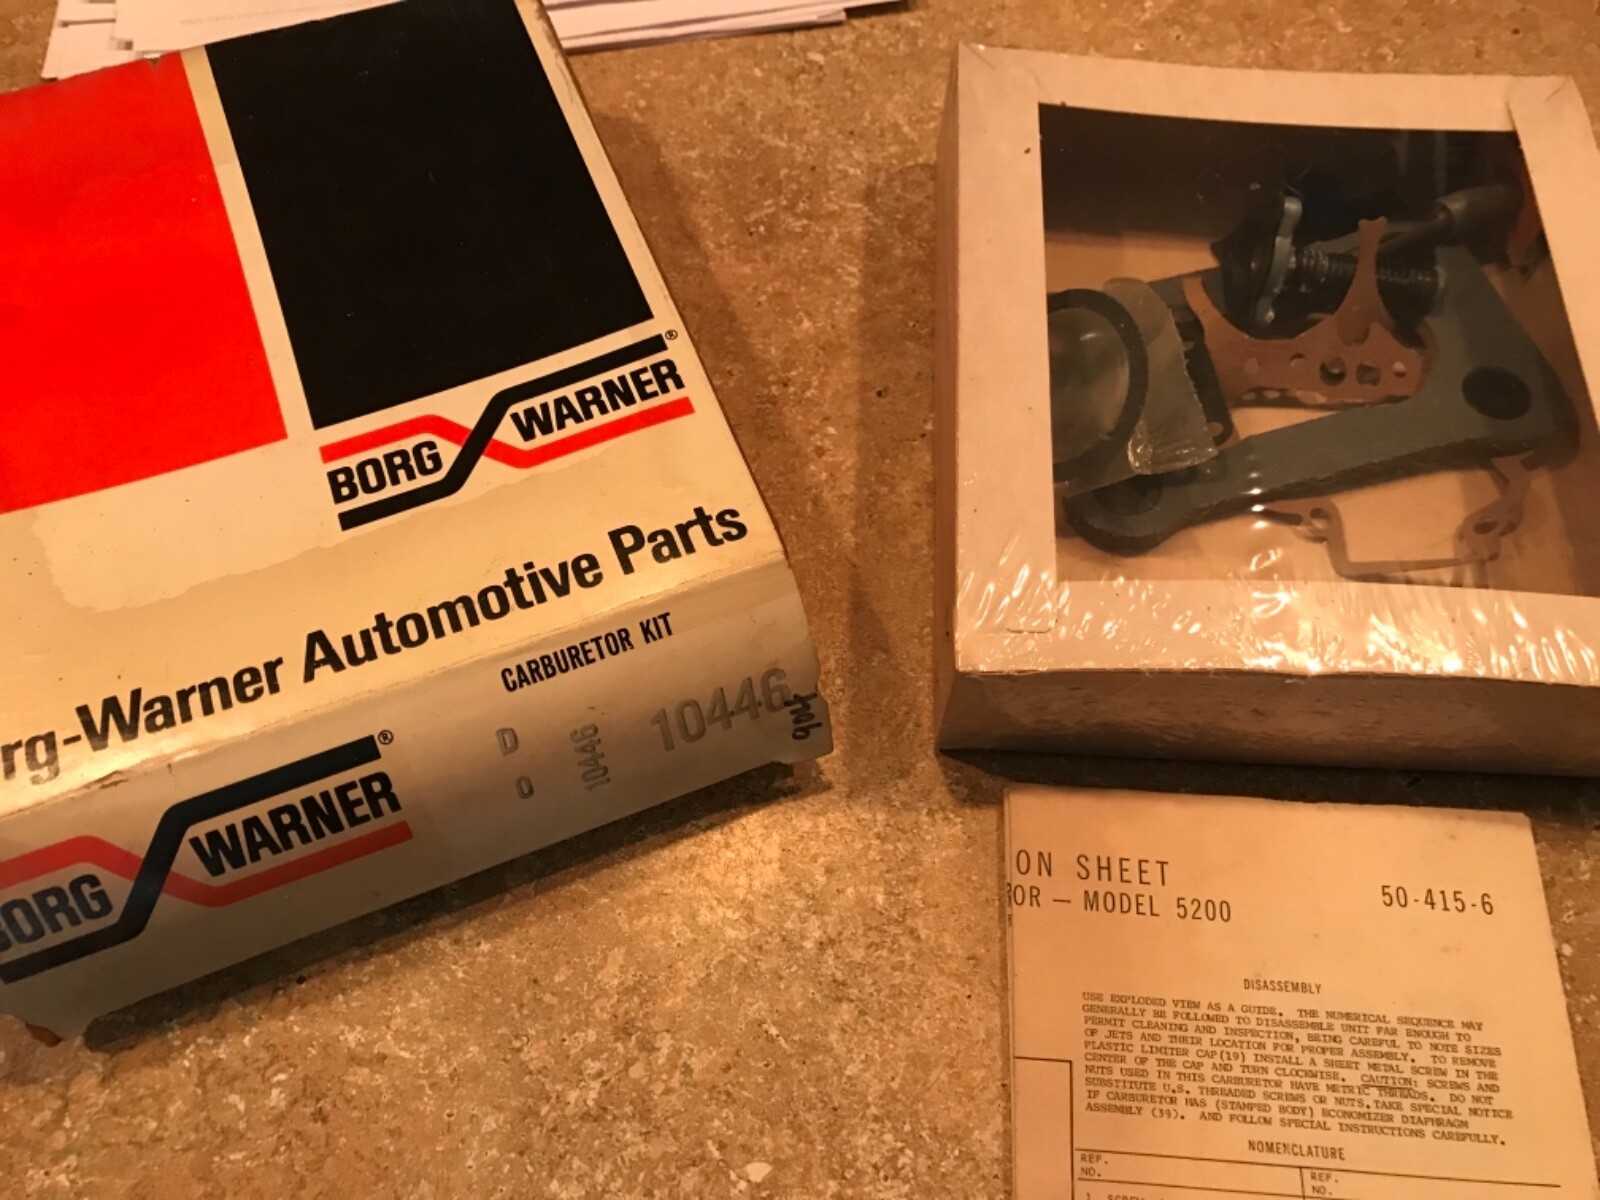 BORG WARNER ®
rg-Warner Automotive Parts
CARBURETOR KIT
BORG WARNER ®
D
O
10446
10446
ON SHEET
OR — MODEL 5200
50-415-6
DISASSEMBLY
USE EXPLODED VIEW AS A GUIDE. THE NUMERICAL SEQUENCE MAY
GENERALLY BE FOLLOWED TO DISASSEMBLE UNIT FAR ENOUGH TO
PERMIT CLEANING AND INSPECTION, BEING CAREFUL TO NOTE SIZES
OF JETS AND THEIR LOCATION FOR PROPER ASSEMBLY. TO REMOVE
PLASTIC LIMITER CAP(19) INSTALL A SHEET METAL SCREW IN THE
CENTER OF THE CAP AND TURN CLOCKWISE. CAUTION: SCREWS AND
NUTS USED IN THIS CARBURETOR HAVE METRIC THREADS. DO NOT
SUBSTITUTE U.S. THREADED SCREWS OR NUTS. TAKE SPECIAL NOTICE
IF CARBURETOR HAS (STAMPED BODY) ECONOMIZER DIAPHRAGM
ASSEMBLY (39). AND FOLLOW SPECIAL INSTRUCTIONS CAREFULLY.
NOMENCLATURE
REF.
NO.
REF.
NO.